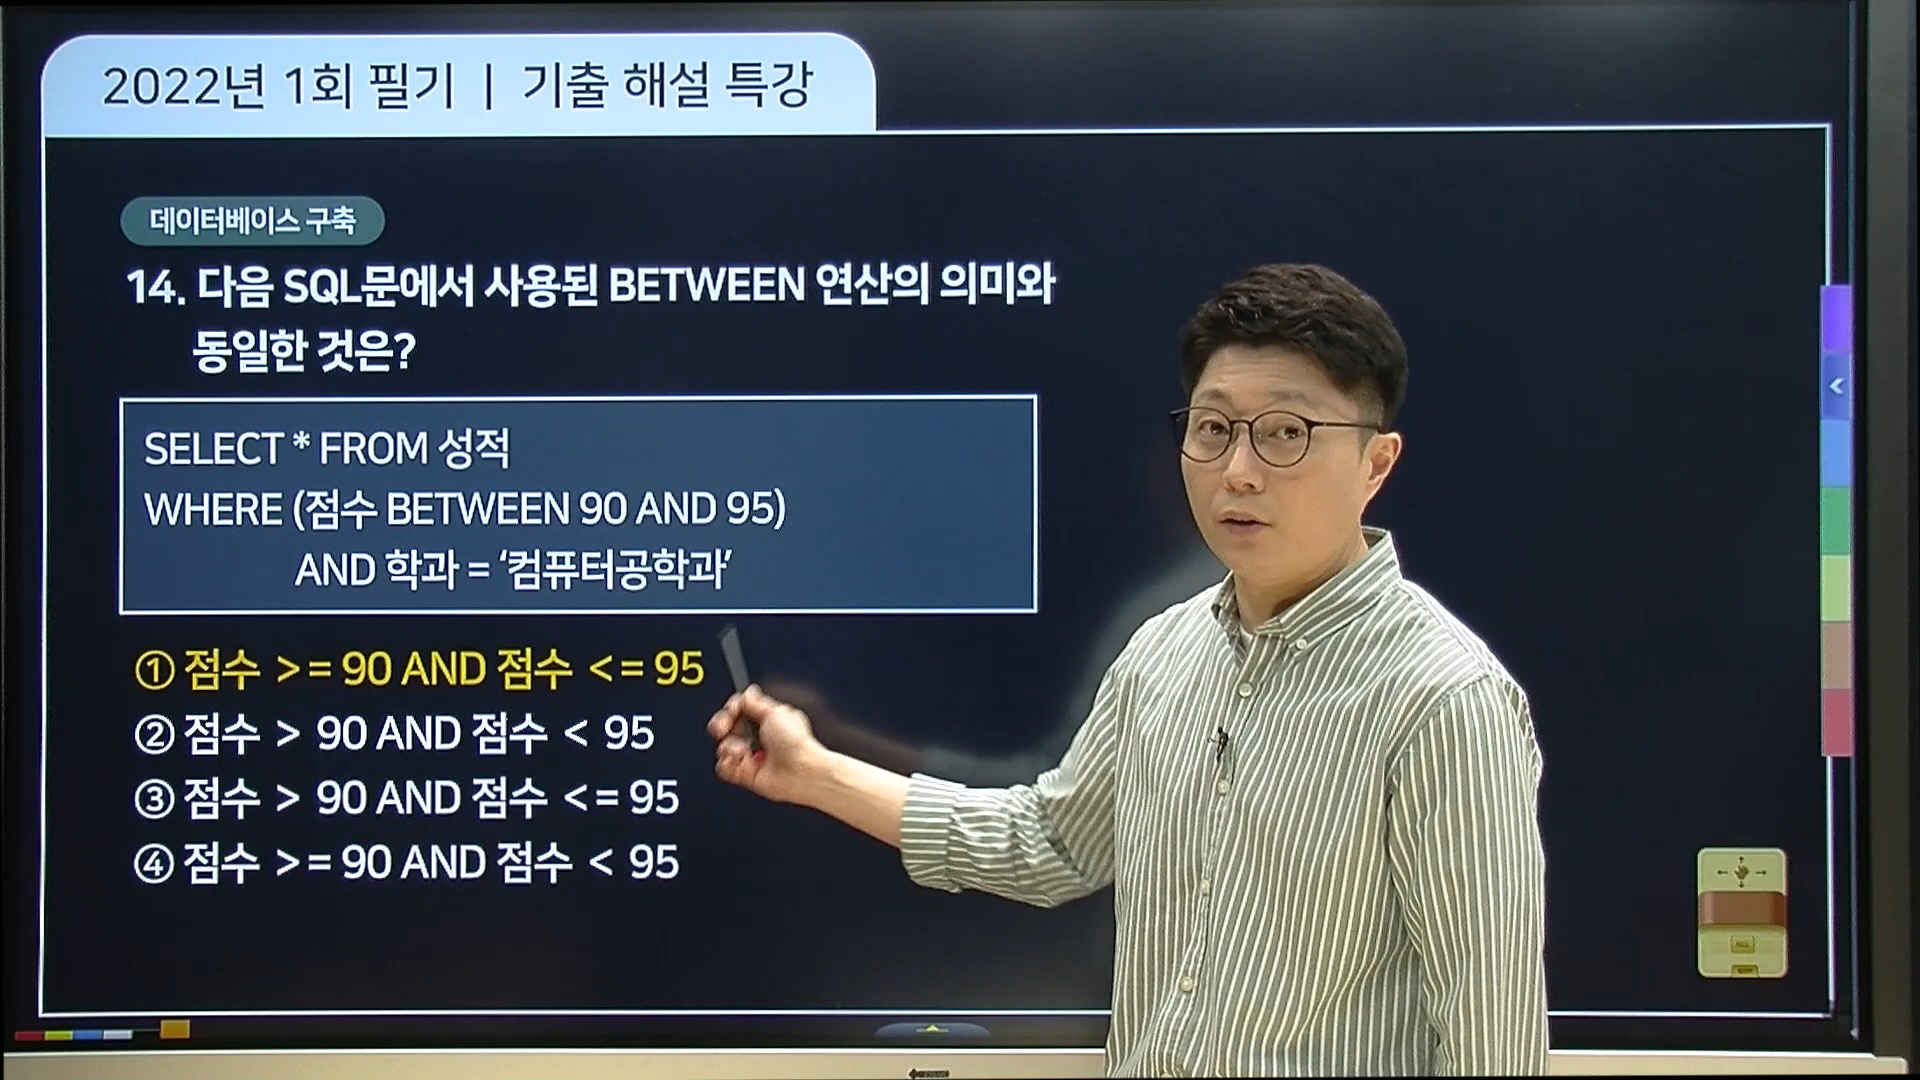 2022년 1회 필기 | 기출 해설 특강
데이터베이스 구축
14. 다음 SQL문에서 사용된 BETWEEN 연산의 의미와
동일한 것은?
SELECT * FROM 성적
WHERE (점수 BETWEEN 90 AND 95)
AND 학과 = ‘컴퓨터공학과’
① 점수 >= 90 AND 점수 <= 95
② 점수 > 90 AND 점수 < 95
③ 점수 > 90 AND 점수 <= 95
④ 점수 >= 90 AND 점수 < 95